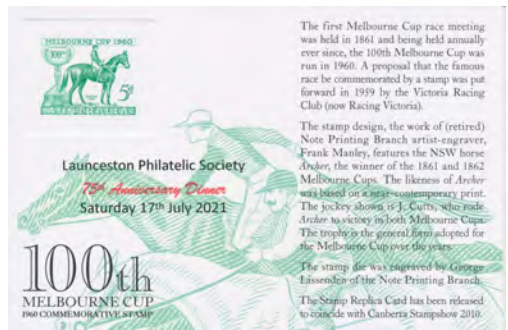 MELBOURNE CUP 1960
100TH
5D
AUSTRALIA
Launceston Philatelic Society
75th Anniversary Dinner
Saturday 17th July 2021
100th
MELBOURNE CUP
1960 COMMEMORATIVE STAMP
The first Melbourne Cup race meeting
was held in 1861 and being held annually
ever since, the 100th Melbourne Cup was
run in 1960. A proposal that the famous
race be commemorated by a stamp was put
forward in 1959 by the Victoria Racing
Club (now Racing Victoria).
The stamp design, the work of (retired)
Note Printing Branch artist-engraver,
Frank Manley, features the NSW horse
Archer, the winner of the 1861 and 1862
Melbourne Cups. The likeness of Archer
was based on a near-contemporary print.
The jockey shown is J. Cutts, who rode
Archer to victory in both Melbourne Cups.
The trophy is the general form adopted for
the Melbourne Cup over the years.
The stamp die was engraved by George
Lissenden of the Note Printing Branch.
The Stamp Replica Card has been released
to coincide with Canberra Stampshow 2010.